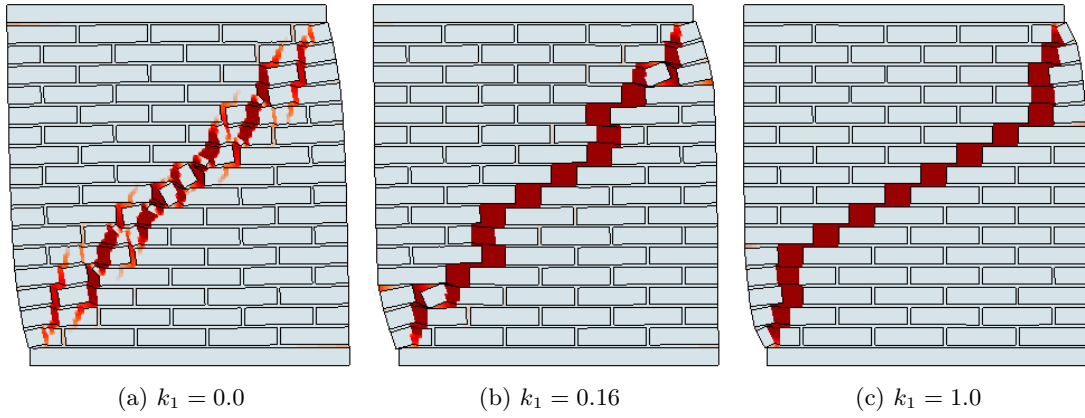 (a) k₁ = 0.0
(b) k₁ = 0.16
(c) k₁ = 1.0